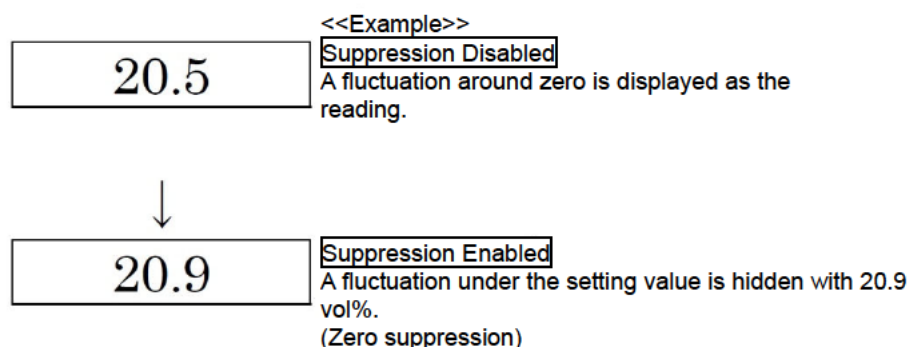 <<Example>>
Suppression Disabled
20.5
A fluctuation around zero is displayed as the
reading.
↓
Suppression Enabled
20.9
A fluctuation under the setting value is hidden with 20.9
vol%.
(Zero suppression)